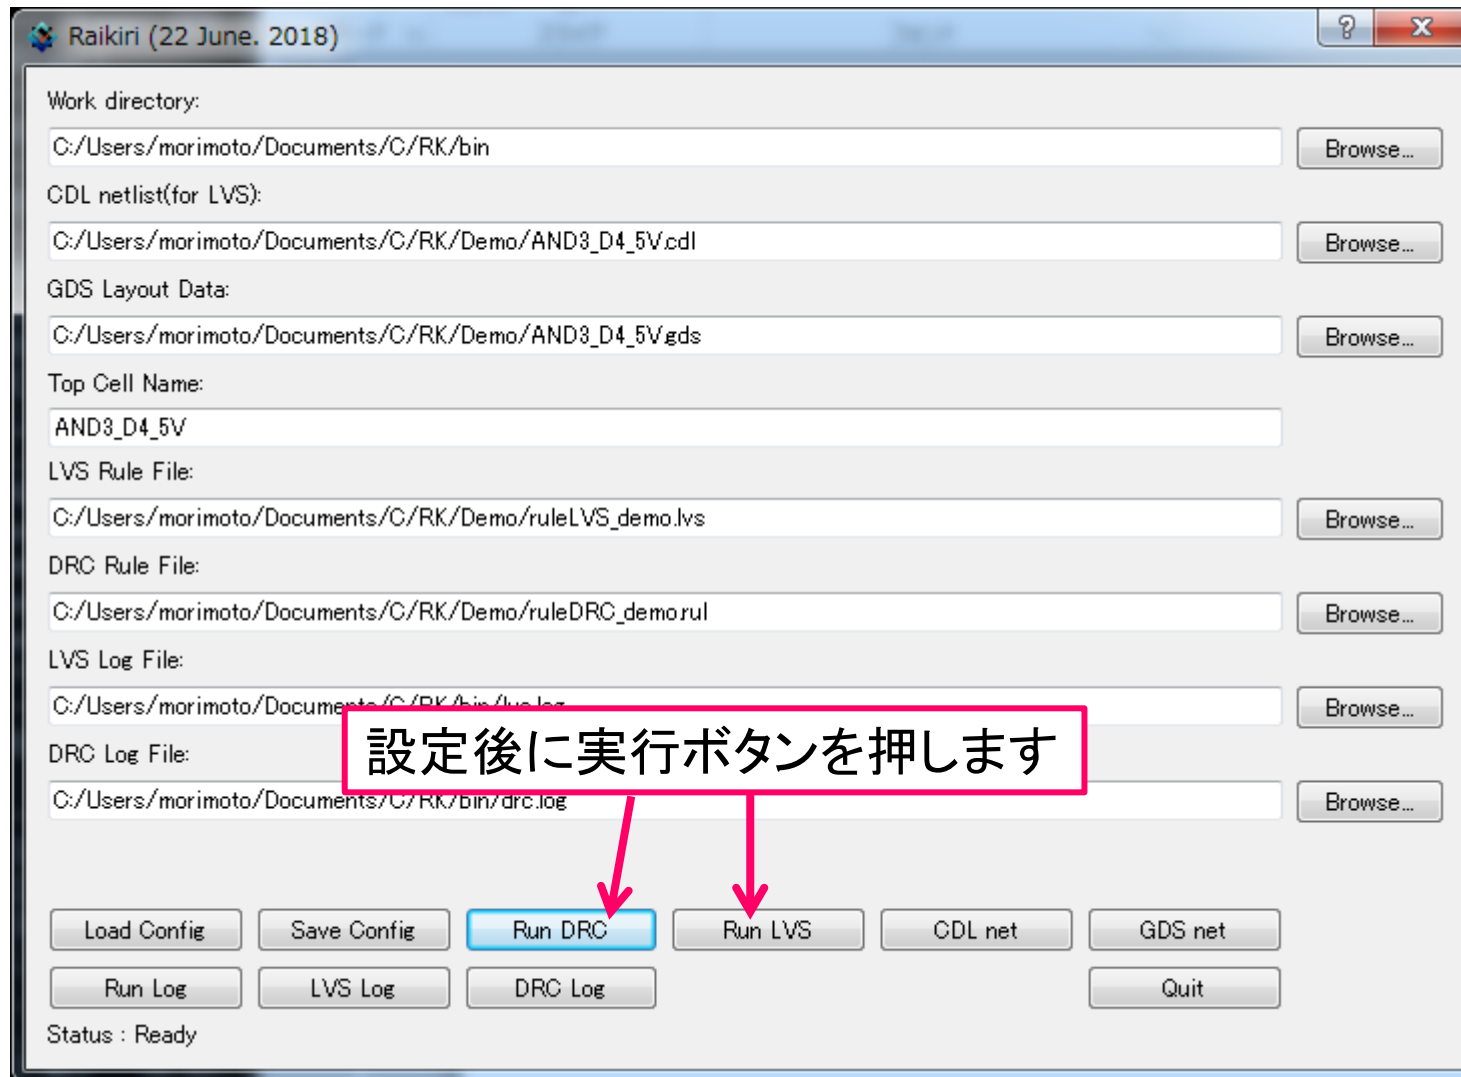 Raikiri (22 June. 2018)
Work directory:
C:/Users/morimoto/Documents/C/RK/bin
Browse...
CDL netlist(for LVS):
C:/Users/morimoto/Documents/C/RK/Demo/AND3_D4_5V.cdl
Browse...
GDS Layout Data:
C:/Users/morimoto/Documents/C/RK/Demo/AND3_D4_5V.gds
Browse...
Top Cell Name:
AND3_D4_5V
LVS Rule File:
C:/Users/morimoto/Documents/C/RK/Demo/ruleLVS_demo.lvs
Browse...
DRC Rule File:
C:/Users/morimoto/Documents/C/RK/Demo/ruleDRC_demo.rul
Browse...
LVS Log File:
C:/Users/morimoto/Documents/C/RK/bin/lvs.log
Browse...
設定後に実行ボタンを押します
DRC Log File:
C:/Users/morimoto/Documents/C/RK/bin/drc.log
Browse...
Load Config Save Config Run DRC Run LVS CDL net GDS net
Run Log LVS Log DRC Log Quit
Status : Ready